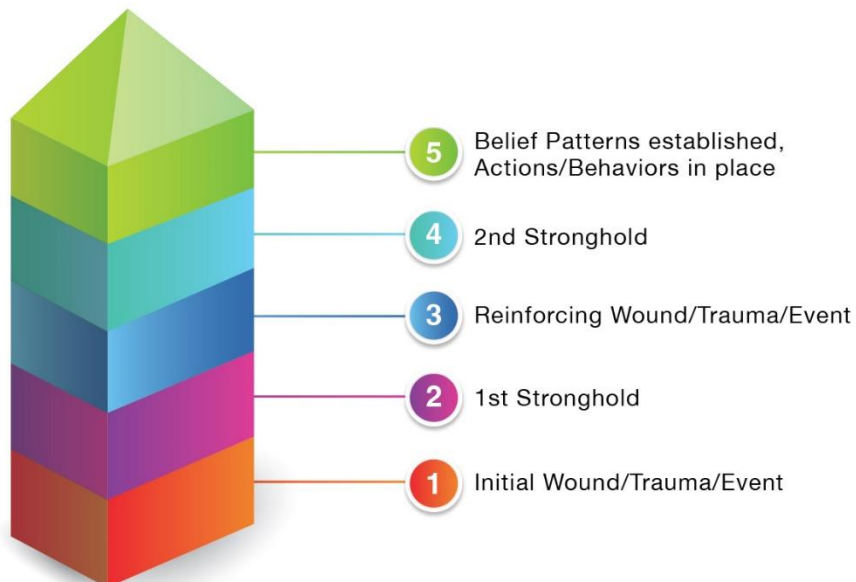 5
Belief Patterns established,
Actions/Behaviors in place
4
2nd Stronghold
3
Reinforcing Wound/Trauma/Event
2
1st Stronghold
1
Initial Wound/Trauma/Event